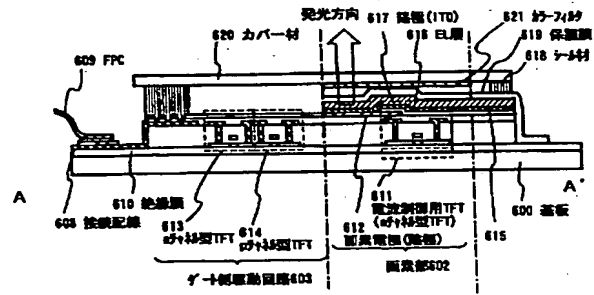 発光方向
620 カバー材
617 陽極(ITO)
616 EL層
621 カラーフィルタ
619 保護膜
618 シール材
609 FPC
A
A'
610 絶縁膜
608 接続配線
613
nチャネル型TFT
614
pチャネル型TFT
611
電流制御用TFT
(nチャネル型TFT)
612
画素電極(陰極)
600 基板
615
ゲート側駆動回路603
画素部602